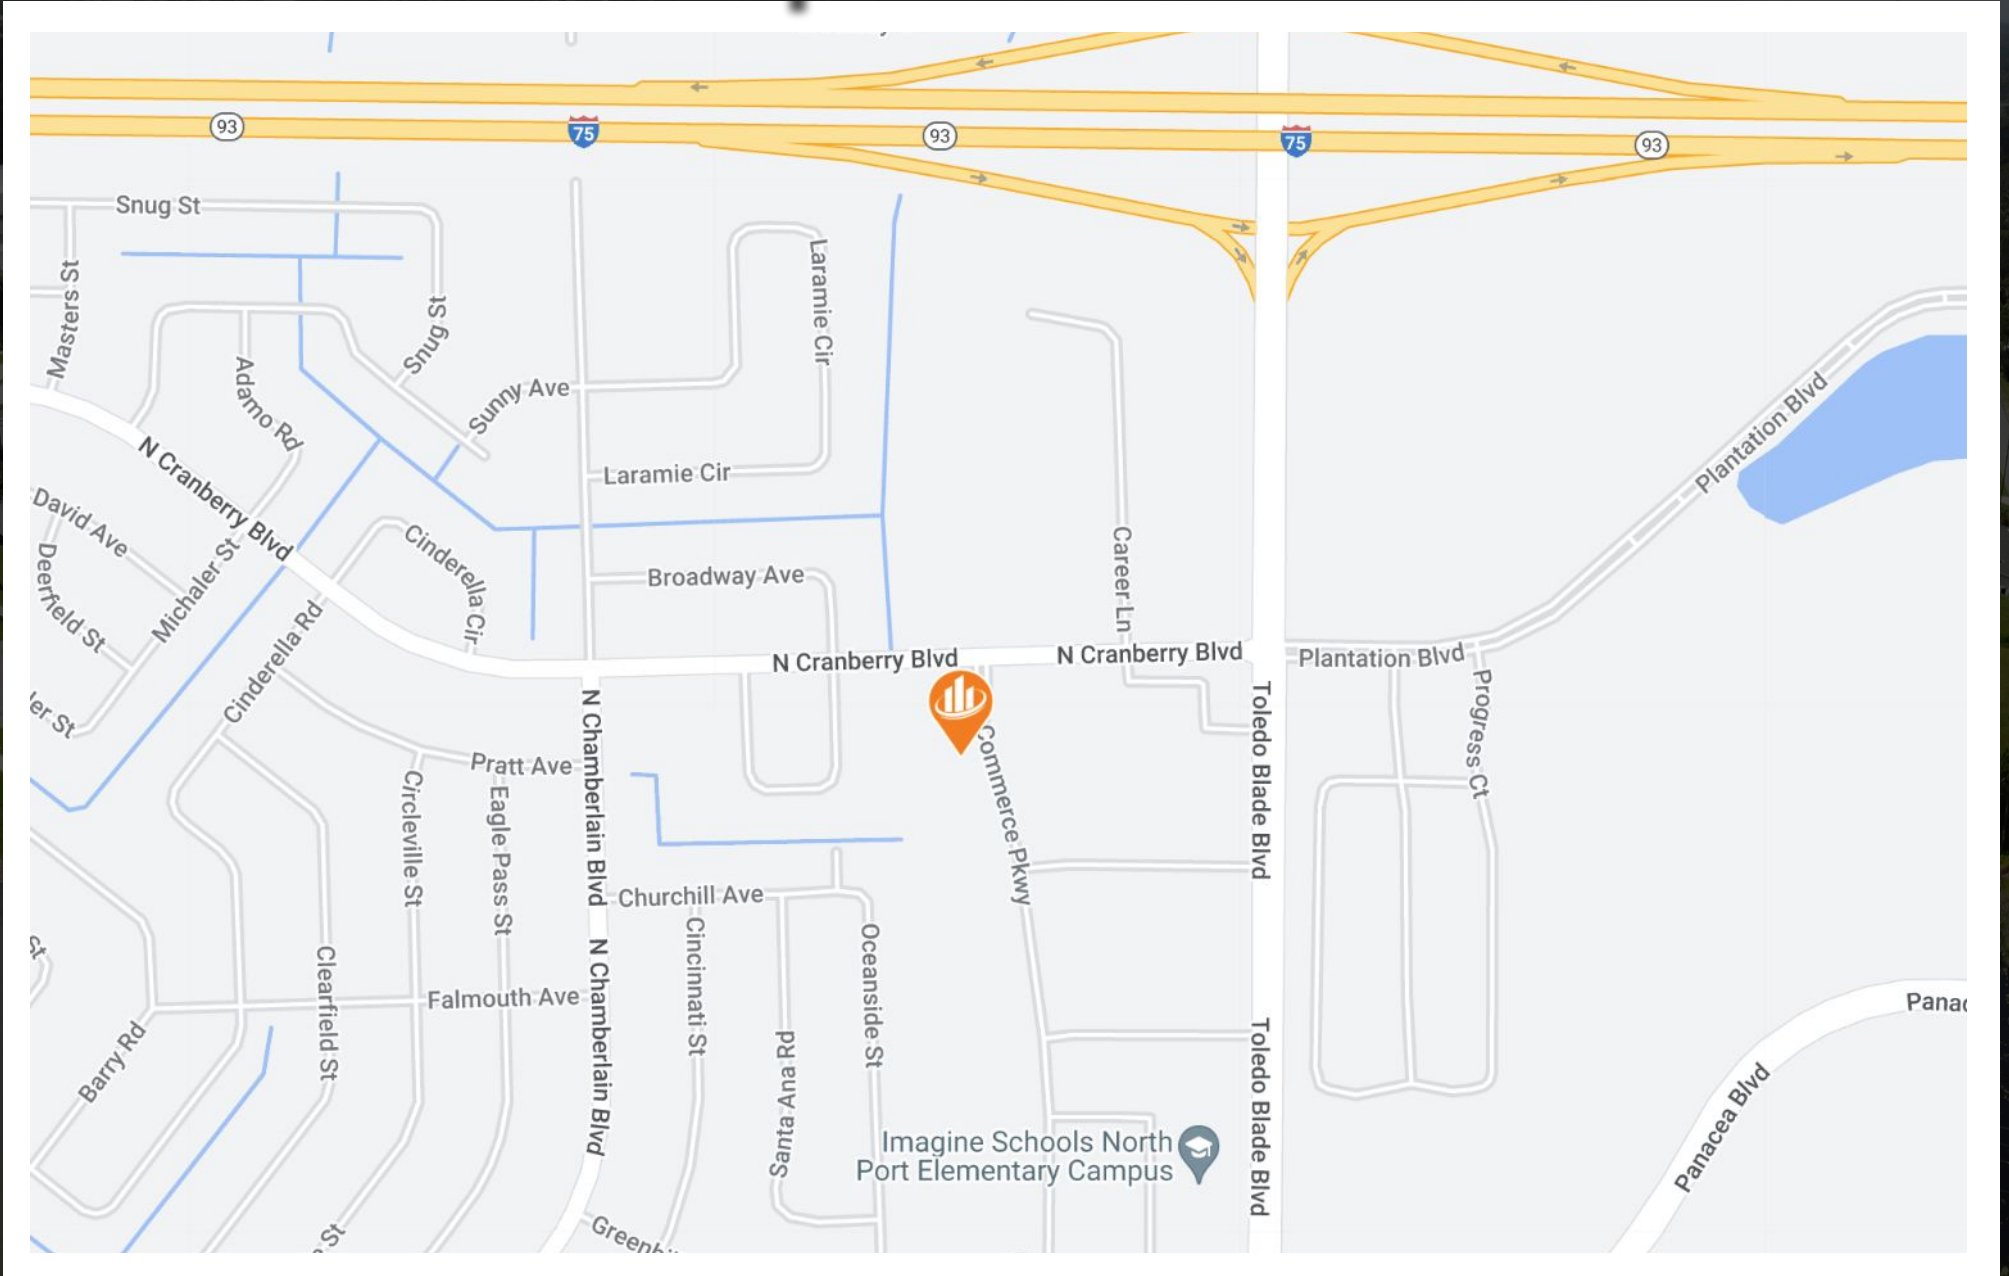 93
75
93
75
93
Snug St
Masters St
Snug St
Laramie Cir
Adamo Rd
Sunny Ave
N Cranberry Blvd
Laramie Cir
Plantation Blvd
David Ave
Deerfield St
Michaler St
Cinderella Cir
Broadway Ave
Career Ln
Cinderella Rd
N Cranberry Blvd
N Cranberry Blvd
Plantation Blvd
Progress Ct
er St
N Chamberlain Blvd
Toledo Blade Blvd
Commerce Pkwy
Pratt Ave
Circleville St
Eagle Pass St
Churchill Ave
Cincinnati St
Oceanside St
St
Clearfield St
Falmouth Ave
N Chamberlain Blvd
Barry Rd
Santa Ana Rd
Toledo Blade Blvd
Imagine Schools North
Port Elementary Campus
Panac
Panacea Blvd
St
Greenb